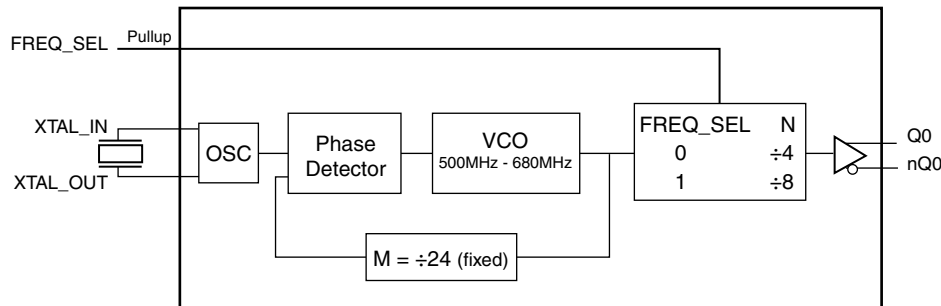 FREQ_SEL Pullup
XTAL_IN
XTAL_OUT
OSC
Phase
Detector
VCO
500MHz - 680MHz
M = ÷24 (fixed)
FREQ_SEL N
0 ÷4
1 ÷8
Q0
nQ0